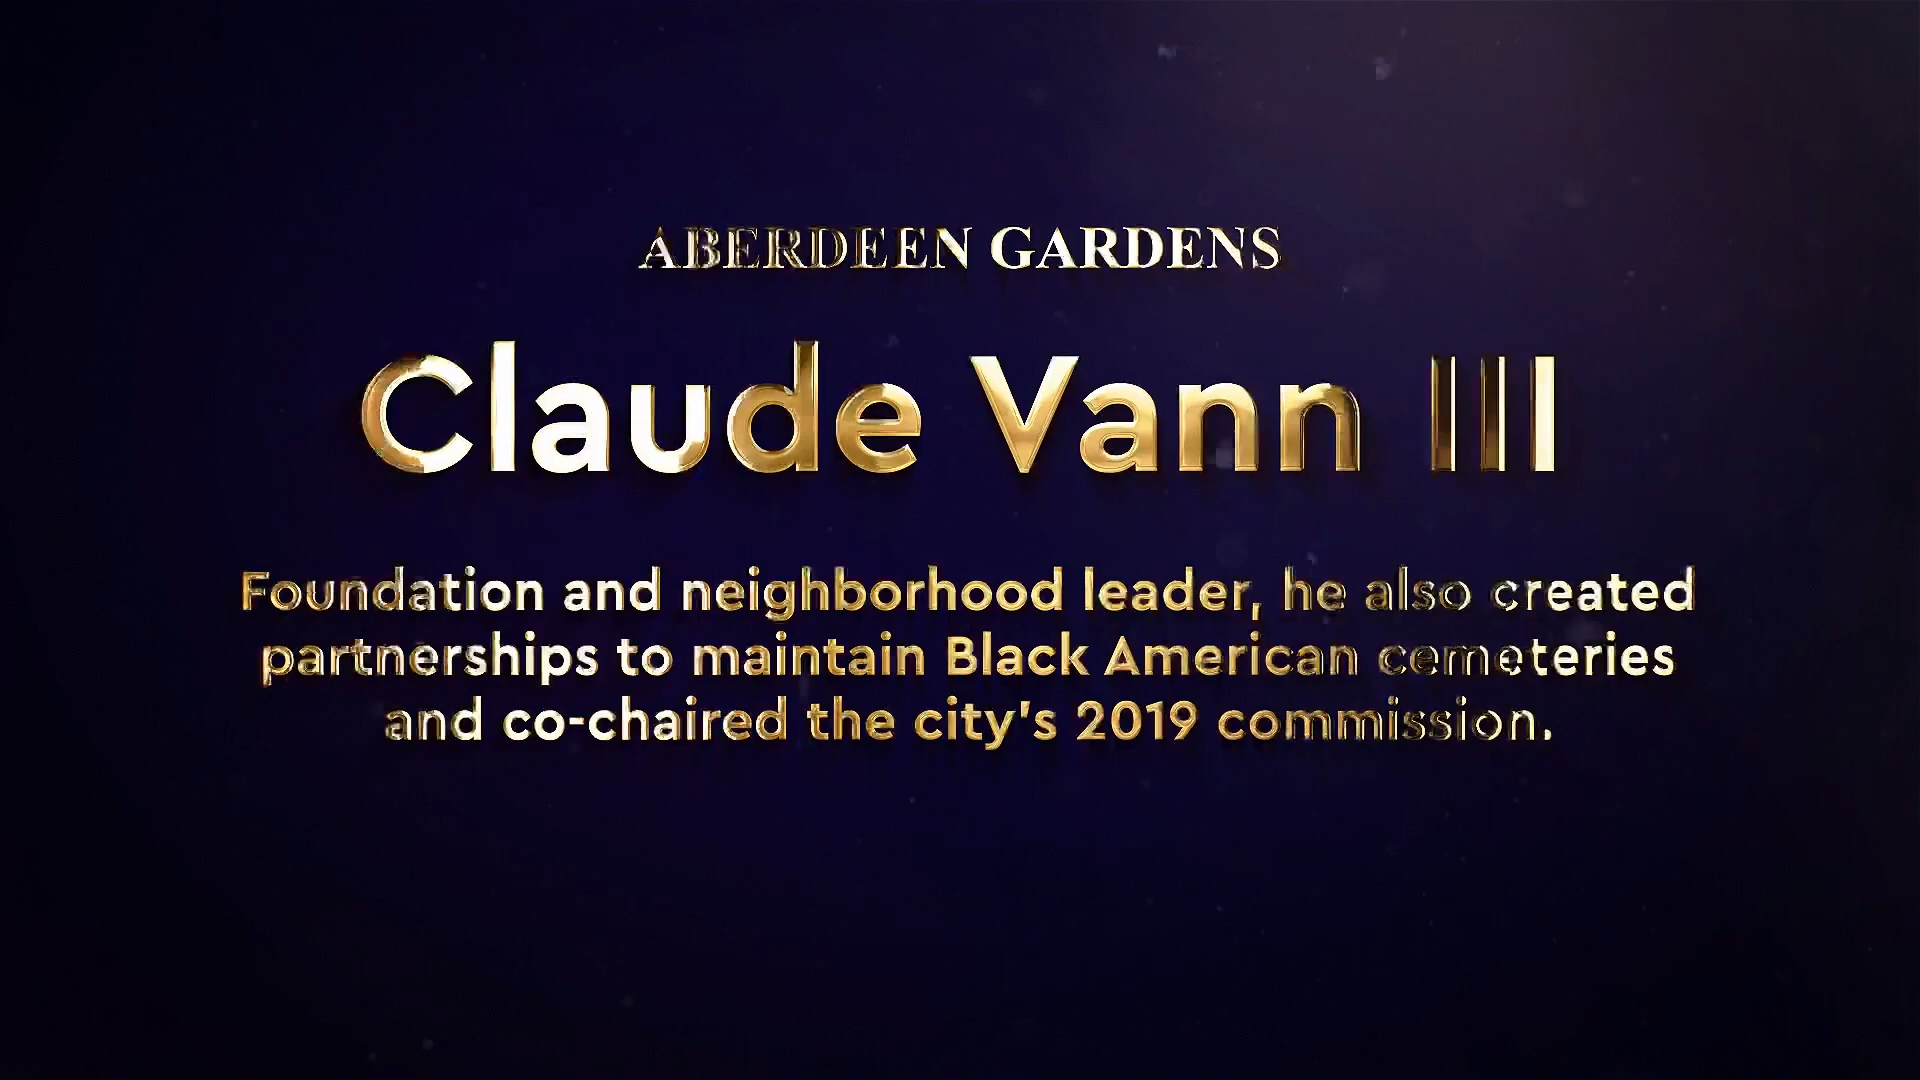 ABERDEEN GARDENS
Claude Vann III
Foundation and neighborhood leader, he also created
partnerships to maintain Black American cemeteries
and co-chaired the city's 2019 commission.